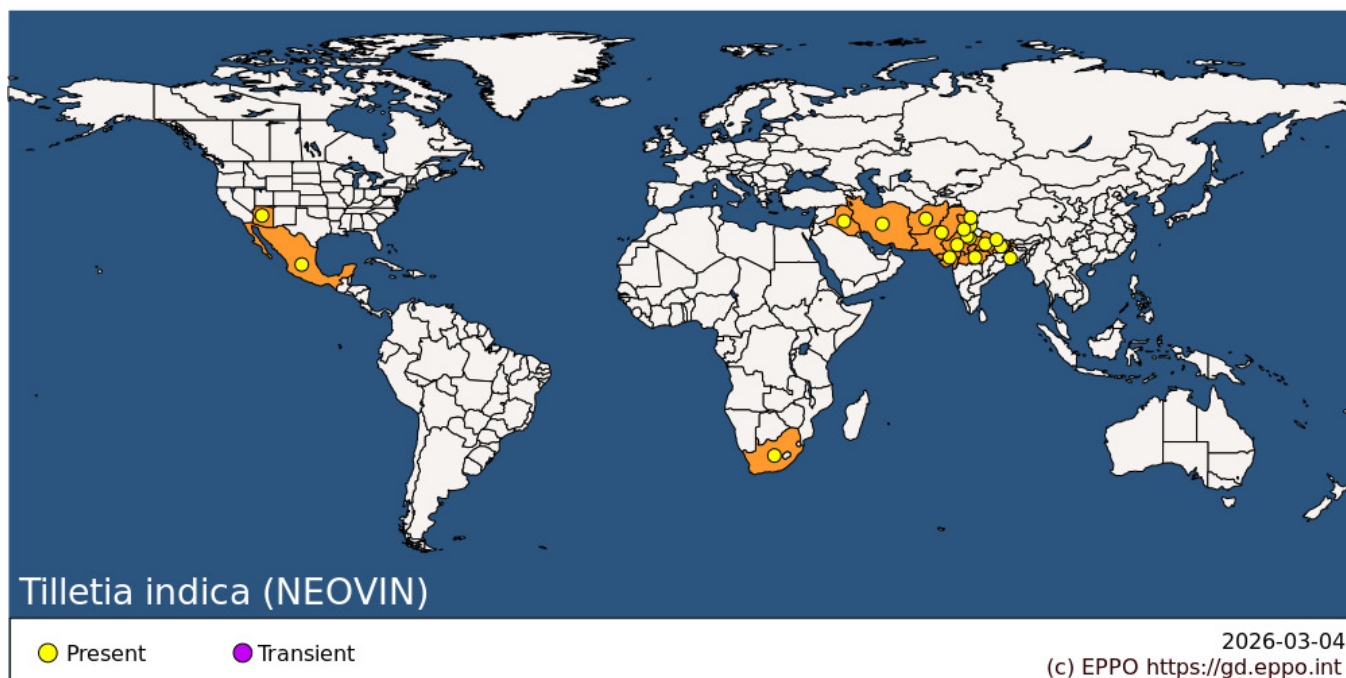 Tilletia indica (NEOVIN)
Present
Transient
2026-03-04
(c) EPPO https://gd.eppo.int